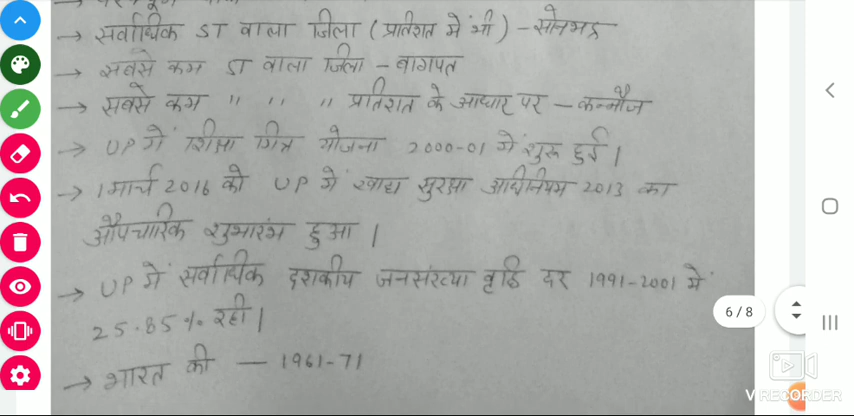 → सर्वाधिक ST वाला जिला (प्रतिशत में भी) – सोनभद्र
→ सबसे कम ST वाला जिला – बागपत
→ सबसे कम " " " प्रतिशत के आधार पर – कन्नौज
→ UP में शिक्षा मित्र योजना 2000-01 में शुरू हुई।
→ 1 मार्च 2016 को UP में खाद्य सुरक्षा अधिनियम 2013 का
औपचारिक शुभारंभ हुआ।
→ UP में सर्वाधिक दशकीय जनसंख्या वृद्धि दर 1991-2001 में
25.85% रही।
→ भारत की — 1961-71
6 / 8
V RECORDER